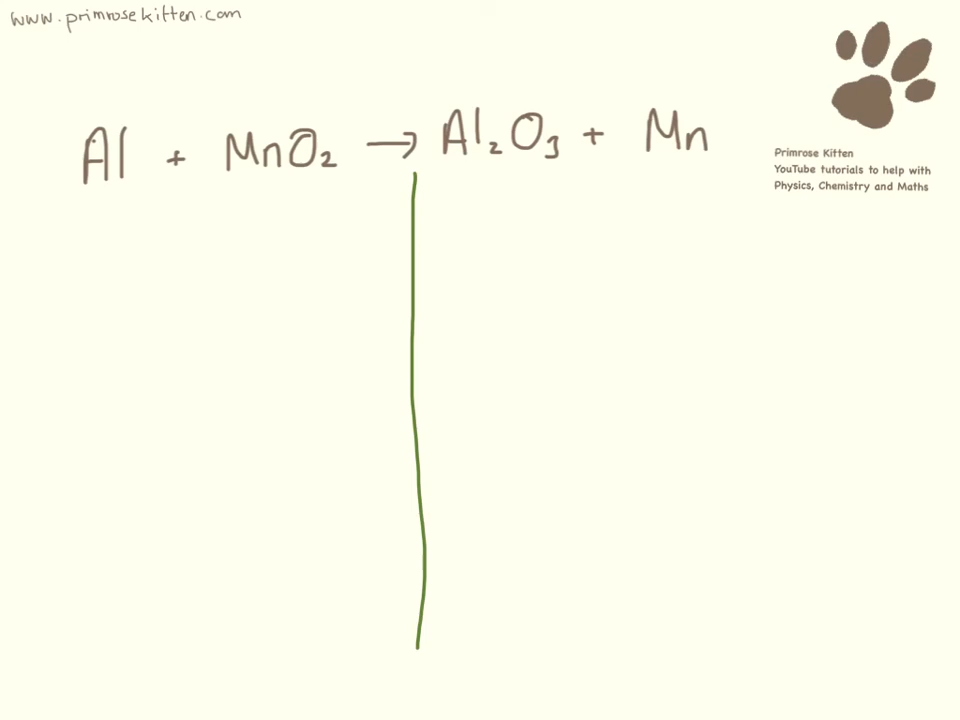 www.primrosekitten.com
Al + MnO₂ → Al₂O₃ + Mn
Primrose Kitten
YouTube tutorials to help with
Physics, Chemistry and Maths